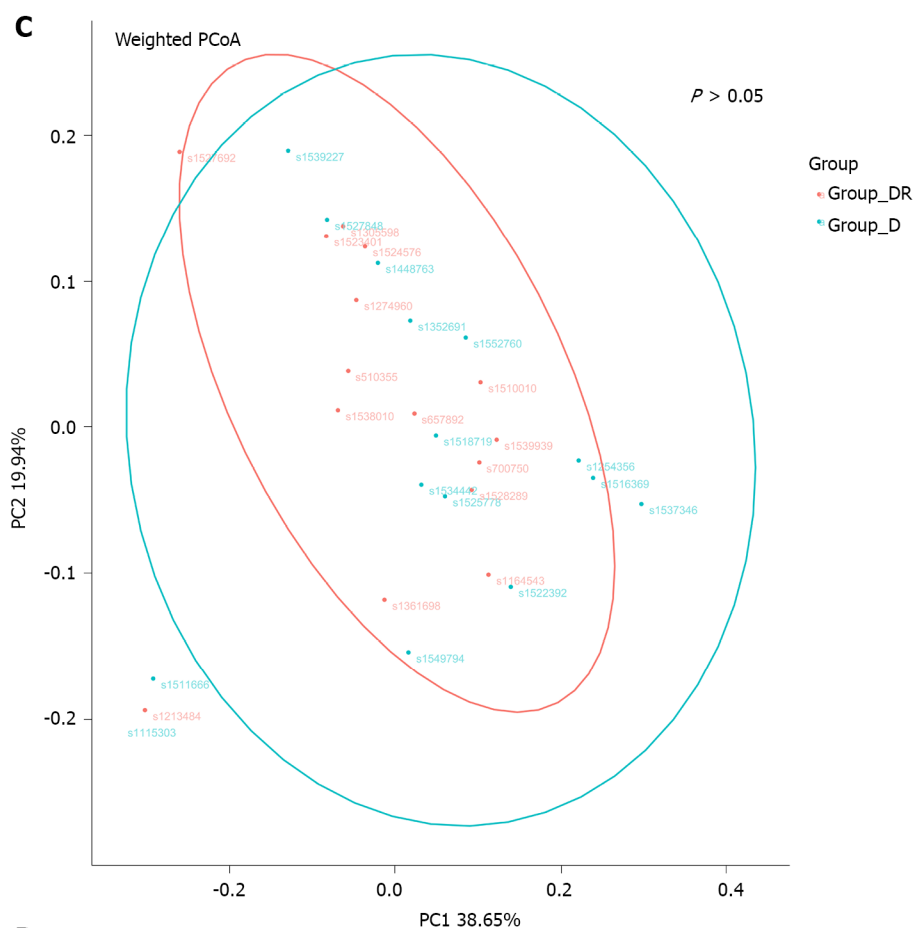 C
Weighted PCoA
P > 0.05
Group
Group_DR
Group_D
0.2
0.1
0.0
-0.1
-0.2
PC2 19.94%
s1527692
s1539227
s1527848
s1305598
s1523401
s1524576
s1448763
s1274960
s1352691
s1552760
s510355
s1510010
s1538010
s657892
s1518719
s1539939
s700750
s1254356
s1516369
s1534442
s1528289
s1525778
s1537346
s1164543
s1522392
s1361698
s1549794
s1511666
s1213484
s1115303
-0.2
0.0
0.2
0.4
PC1 38.65%